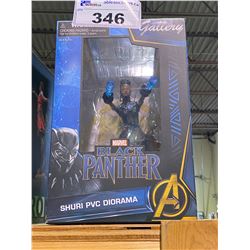 346
Gallery
MARVEL
BLACK
PANTHER
SHURI PVC DIORAMA